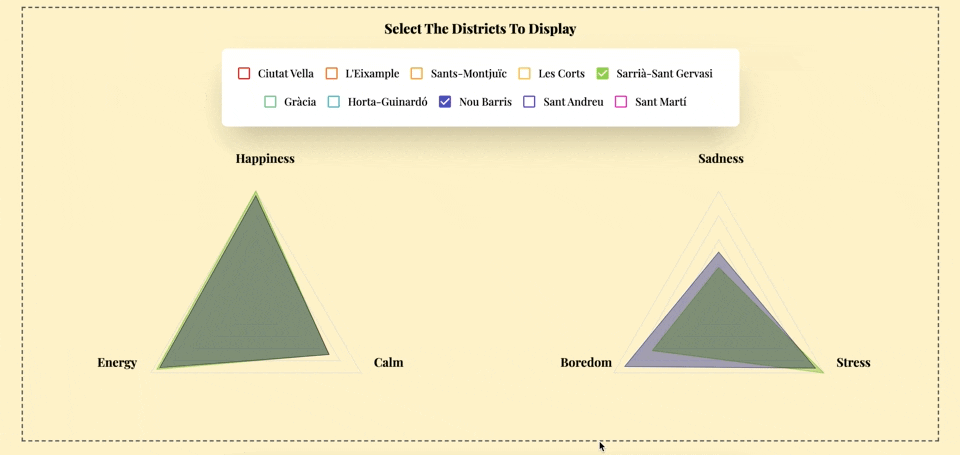 Select The Districts To Display
Ciutat Vella L'Eixample Sants-Montjuïc Les Corts Sarrià-Sant Gervasi
Gràcia Horta-Guinardó Nou Barris Sant Andreu Sant Martí
Happiness
Sadness
Energy
Calm
Boredom
Stress